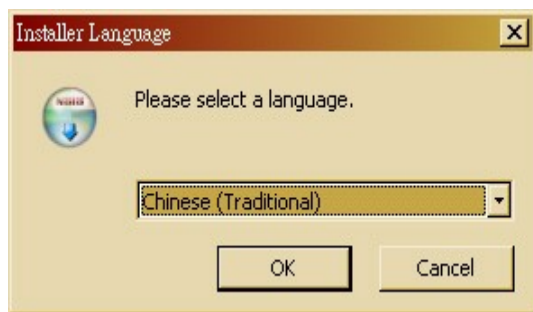 Installer Language
Please select a language.
Chinese (Traditional)
OK
Cancel